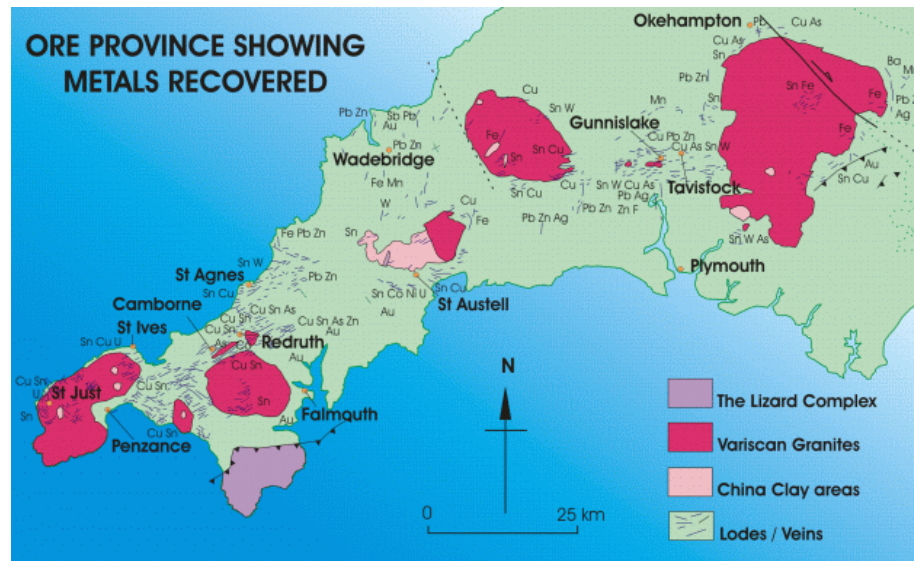 ORE PROVINCE SHOWING
METALS RECOVERED
Okehampton
Pb
Cu As
Cu As
Sn
Pb Zn
Sn
Sn Fe
Fe
Ba
Ag
Fe
Au
Sn Cu
Sn W As
Mn
Gunnislake
Cu Pb Zn
Cu As Sn W
Tavistock
Sn W Cu As
Pb Ag
Pb Zn
Zn F
Plymouth
Cu
Sn W
Fe
Sn
Sn Cu
Sn Cu
Cu
Pb Zn Ag
Pb Zn
Sb Pb
Au
Pb Zn
Wadebridge
Fe Mn
W
Cu
Fe
Sn
Fe Pb Zn
Sn W
St Agnes
Pb Zn
Sn Cu
Sn Co Ni U
St Austell
Au
Camborne
Cu Sn As
Cu Sn
Cu Sn
Cu Sn As Zn
Au
St Ives
Redruth
As
Sn Cu U
Cu Sn
Au
Cu Sn
St Just
U
Sn
Cu Sn
Sn
Falmouth
Penzance
Cu Sn
Au
N
0
25 km
The Lizard Complex
Variscan Granites
China Clay areas
Lodes / Veins